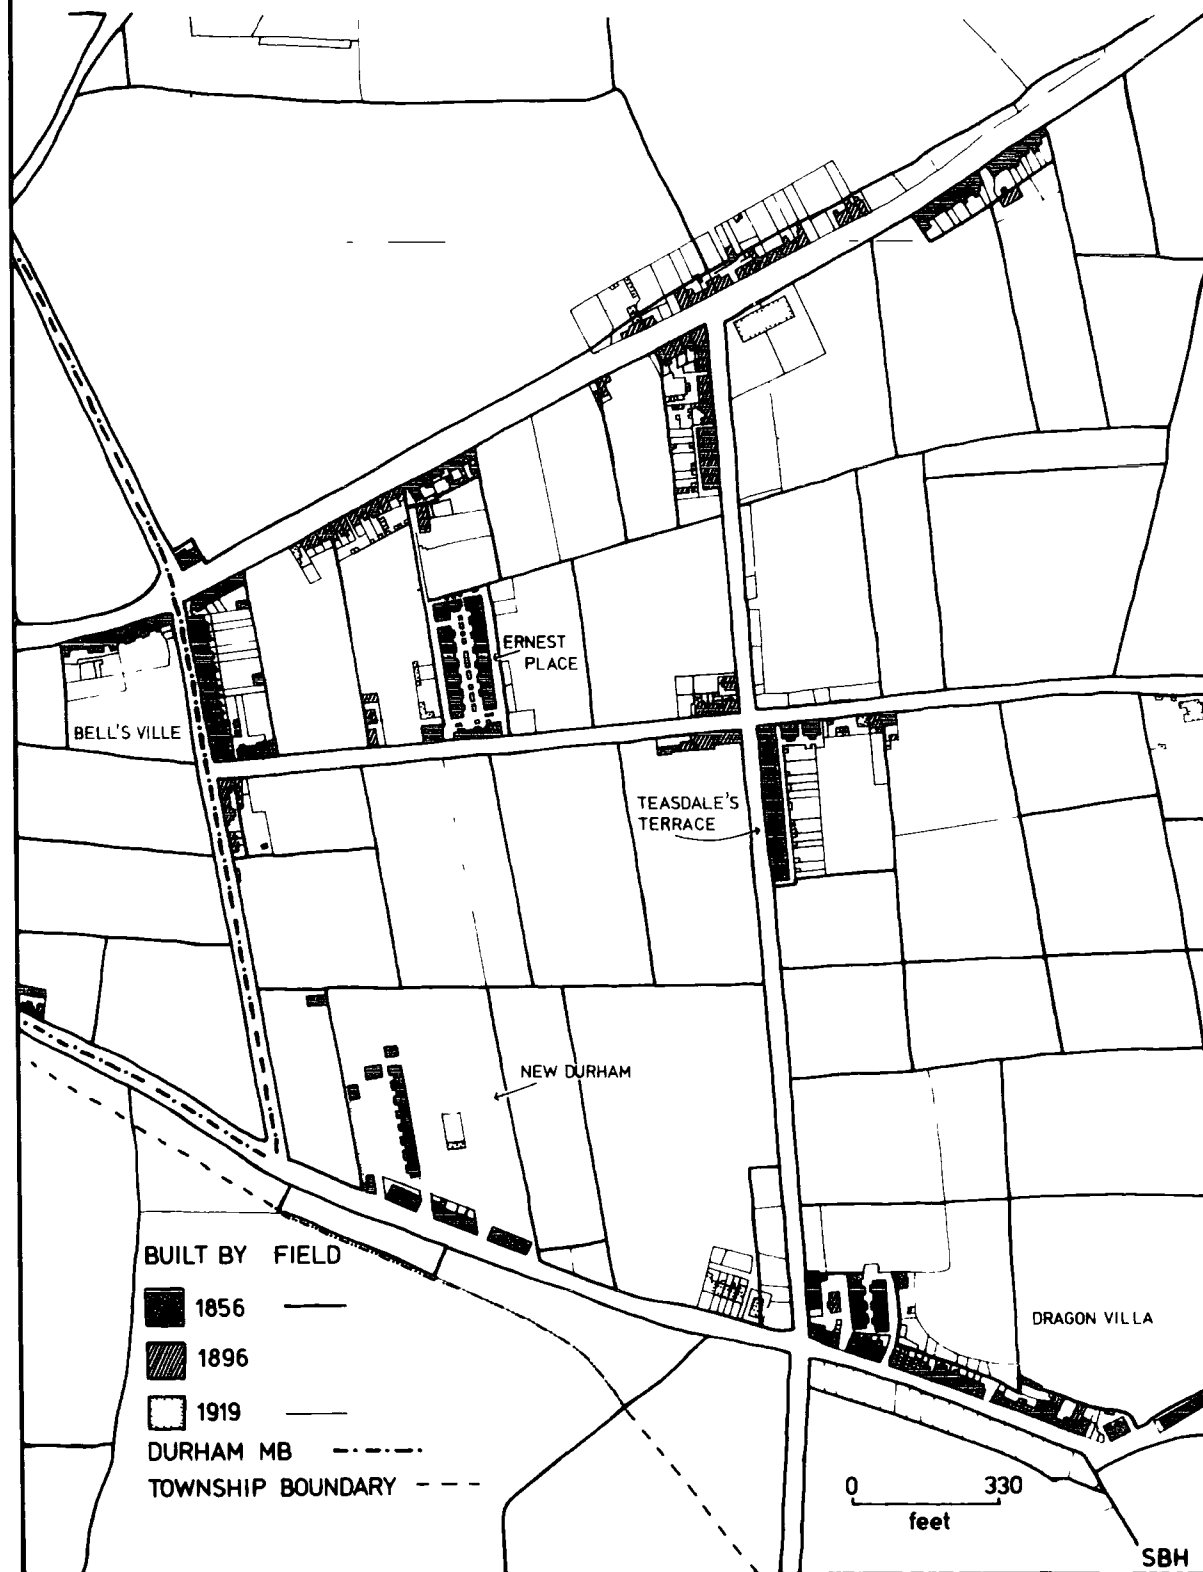 ERNEST
PLACE
BELL'S VILLE
TEASDALE'S
TERRACE
NEW DURHAM
BUILT BY FIELD
1856
1896
1919
DURHAM MB
TOWNSHIP BOUNDARY
DRAGON VILLA
0 330
feet
SBH